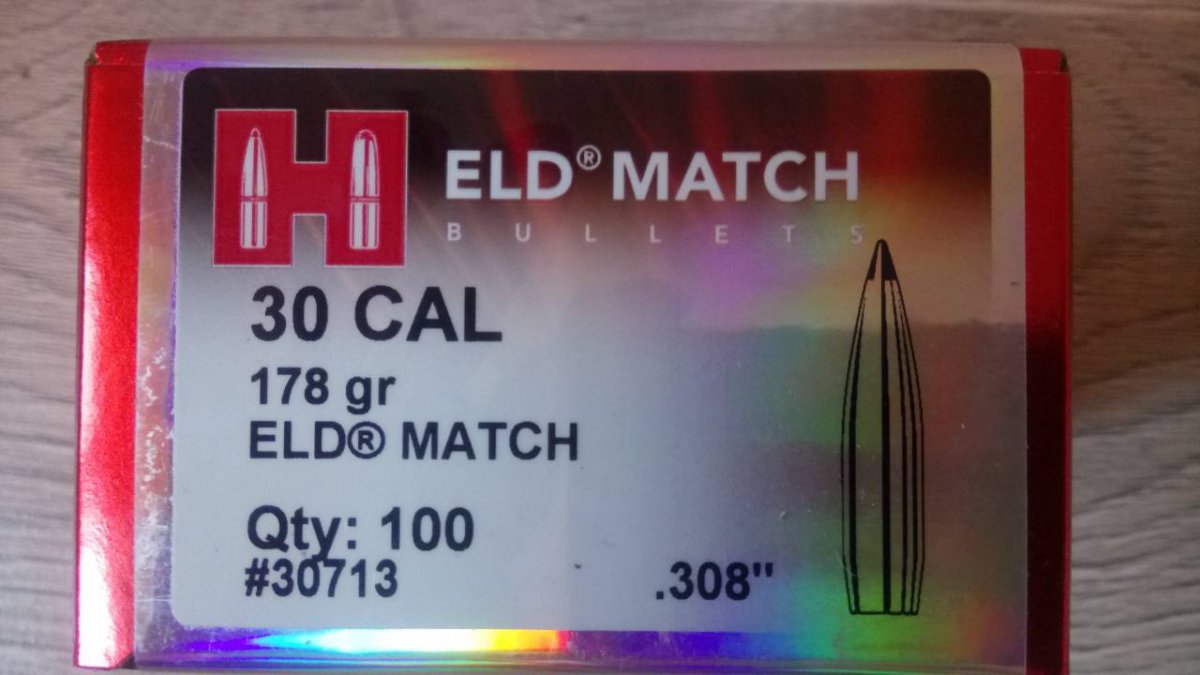 H
ELD® MATCH
BULLETS
30 CAL
178 gr
ELD® MATCH
Qty: 100
#30713
.308"